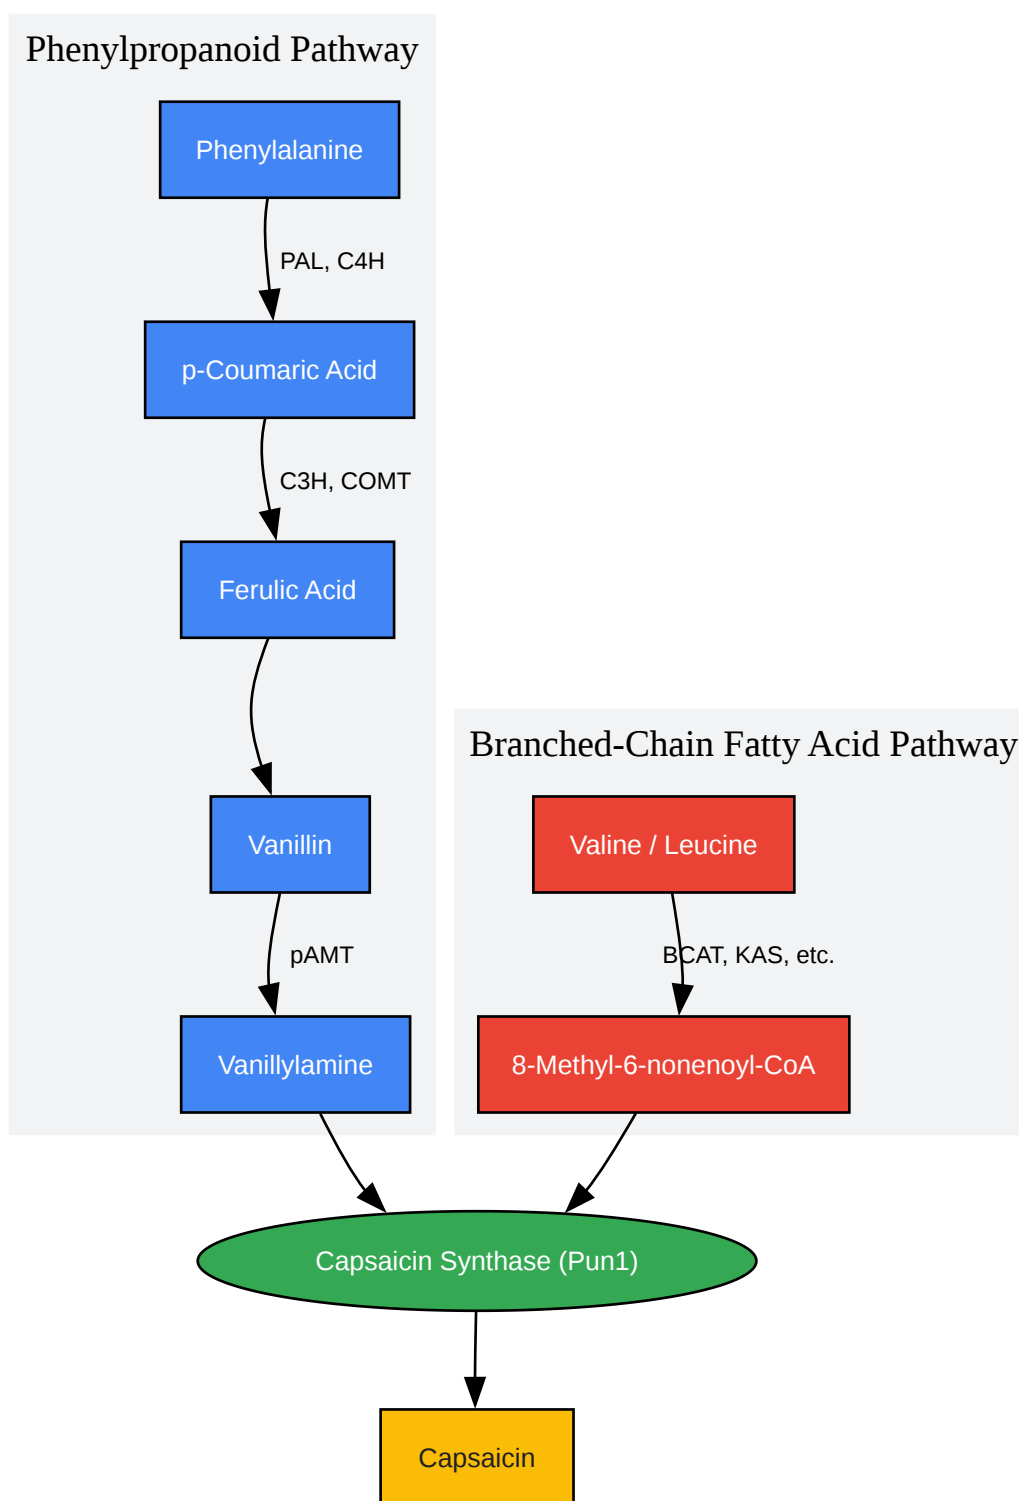 Phenylpropanoid Pathway
Phenylalanine
PAL, C4H
p-Coumaric Acid
C3H, COMT
Ferulic Acid
Vanillin
pAMT
Vanillylamine
Branched-Chain Fatty Acid Pathway
Valine / Leucine
BCAT, KAS, etc.
8-Methyl-6-nonenoyl-CoA
Capsaicin Synthase (Pun1)
Capsaicin